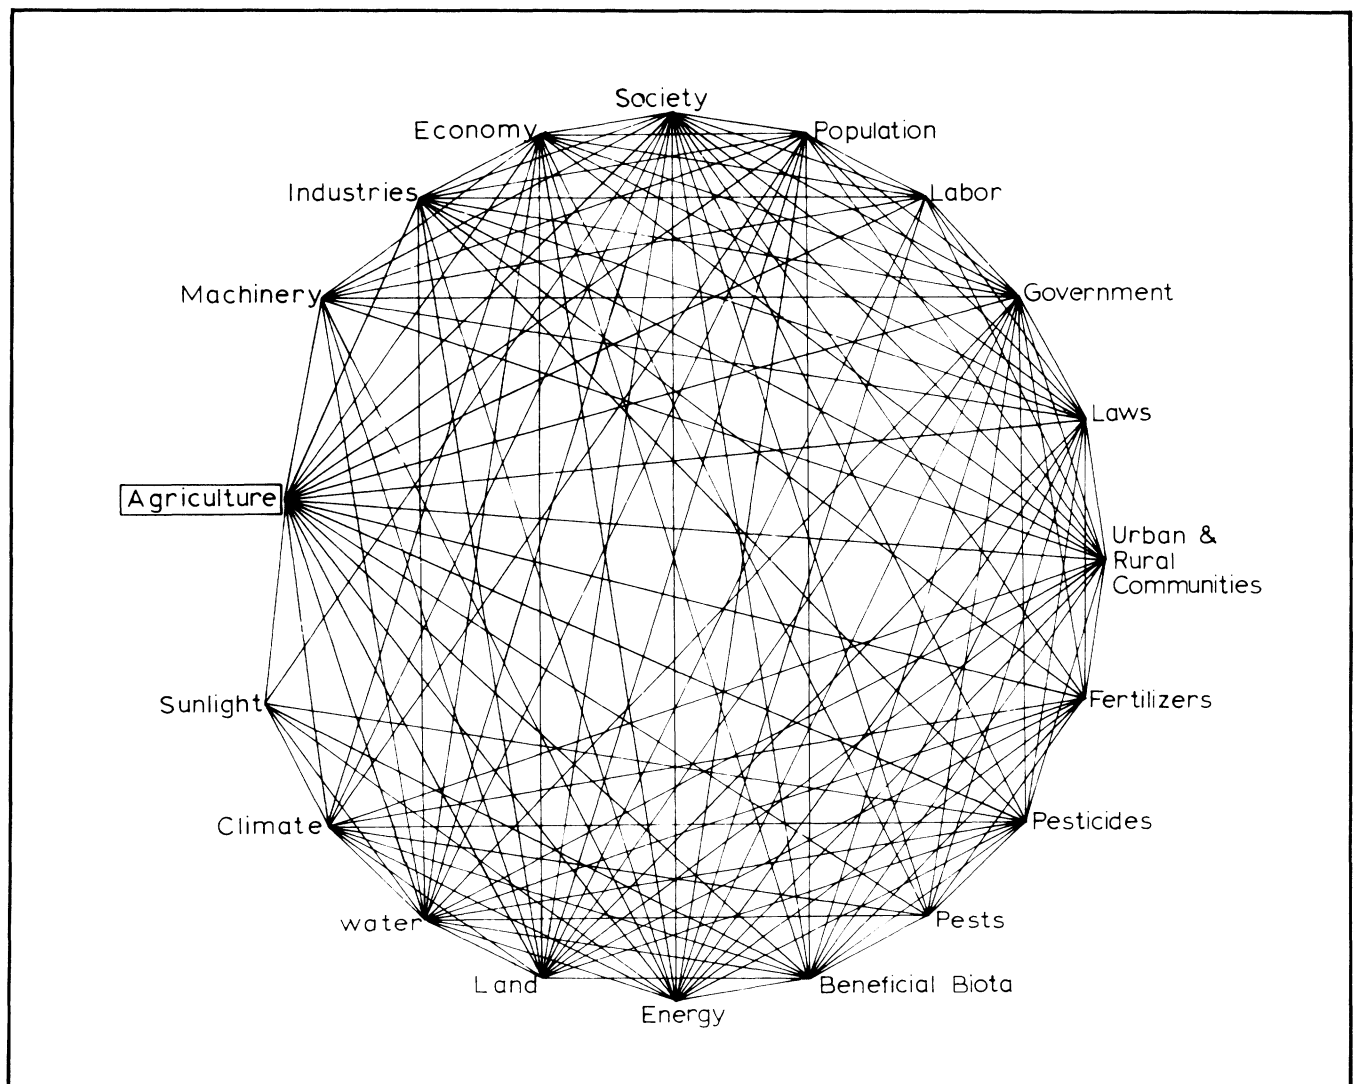 Society
Economy
Population
Industries
Labor
Machinery
Government
Laws
Agriculture
Urban &
Rural
Communities
Sunlight
Fertilizers
Climate
Pesticides
water
Pests
Land
Beneficial Biota
Energy